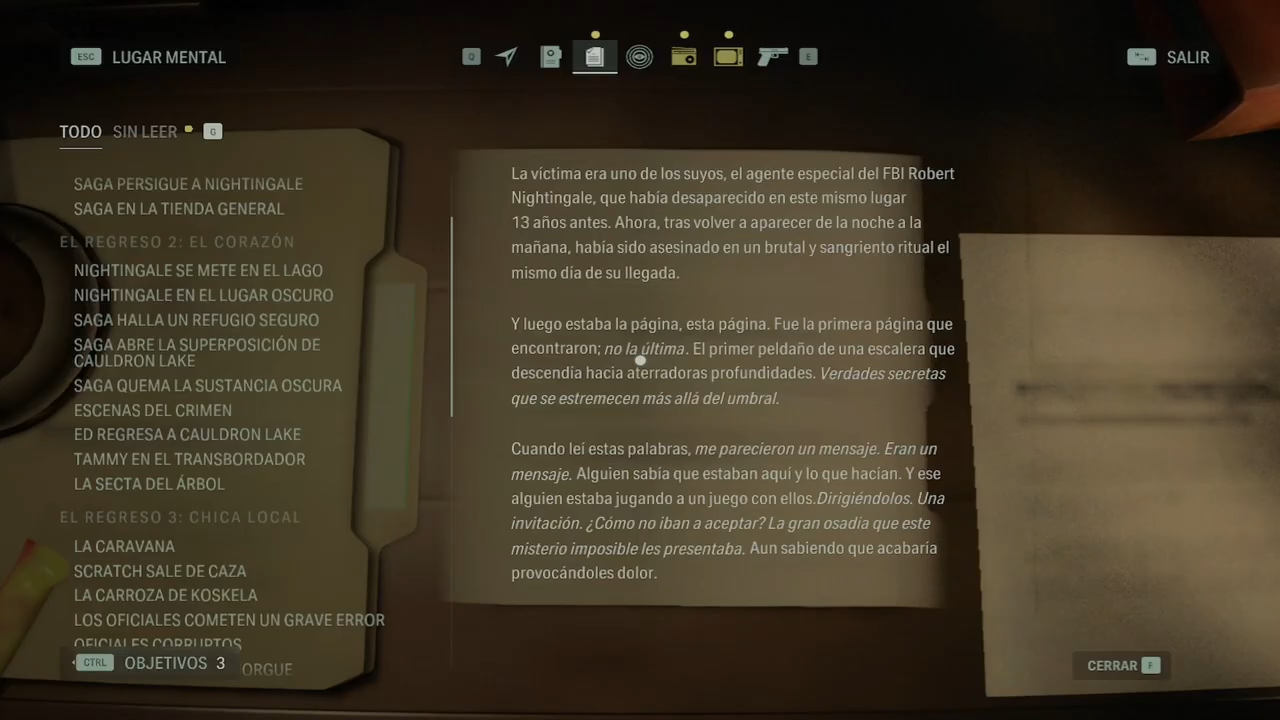 ESC LUGAR MENTAL
Q
E
SALIR
TODO SIN LEER G
SAGA PERSIGUE A NIGHTINGALE
SAGA EN LA TIENDA GENERAL
EL REGRESO 2: EL CORAZÓN
NIGHTINGALE SE METE EN EL LAGO
NIGHTINGALE EN EL LUGAR OSCURO
SAGA HALLA UN REFUGIO SEGURO
SAGA ABRE LA SUPERPOSICIÓN DE
CAULDRON LAKE
SAGA QUEMA LA SUSTANCIA OSCURA
ESCENAS DEL CRIMEN
ED REGRESA A CAULDRON LAKE
TAMMY EN EL TRANSBORDADOR
LA SECTA DEL ÁRBOL
EL REGRESO 3: CHICA LOCAL
LA CARAVANA
SCRATCH SALE DE CAZA
LA CARROZA DE KOSKELA
LOS OFICIALES COMETEN UN GRAVE ERROR
OFICIALES CORRUPTOS
ORGUE
CTRL OBJETIVOS 3
La víctima era uno de los suyos, el agente especial del FBI Robert
Nightingale, que había desaparecido en este mismo lugar
13 años antes. Ahora, tras volver a aparecer de la noche a la
mañana, había sido asesinado en un brutal y sangriento ritual el
mismo día de su llegada.
Y luego estaba la página, esta página. Fue la primera página que
encontraron; no la última. El primer peldaño de una escalera que
descendía hacia aterradoras profundidades. Verdades secretas
que se estremecen más allá del umbral.
Cuando leí estas palabras, me parecieron un mensaje. Eran un
mensaje. Alguien sabía que estaban aquí y lo que hacían. Y ese
alguien estaba jugando a un juego con ellos.Dirigiéndolos. Una
invitación. ¿Cómo no iban a aceptar? La gran osadía que este
misterio imposible les presentaba. Aun sabiendo que acabaría
provocándoles dolor.
CERRAR F